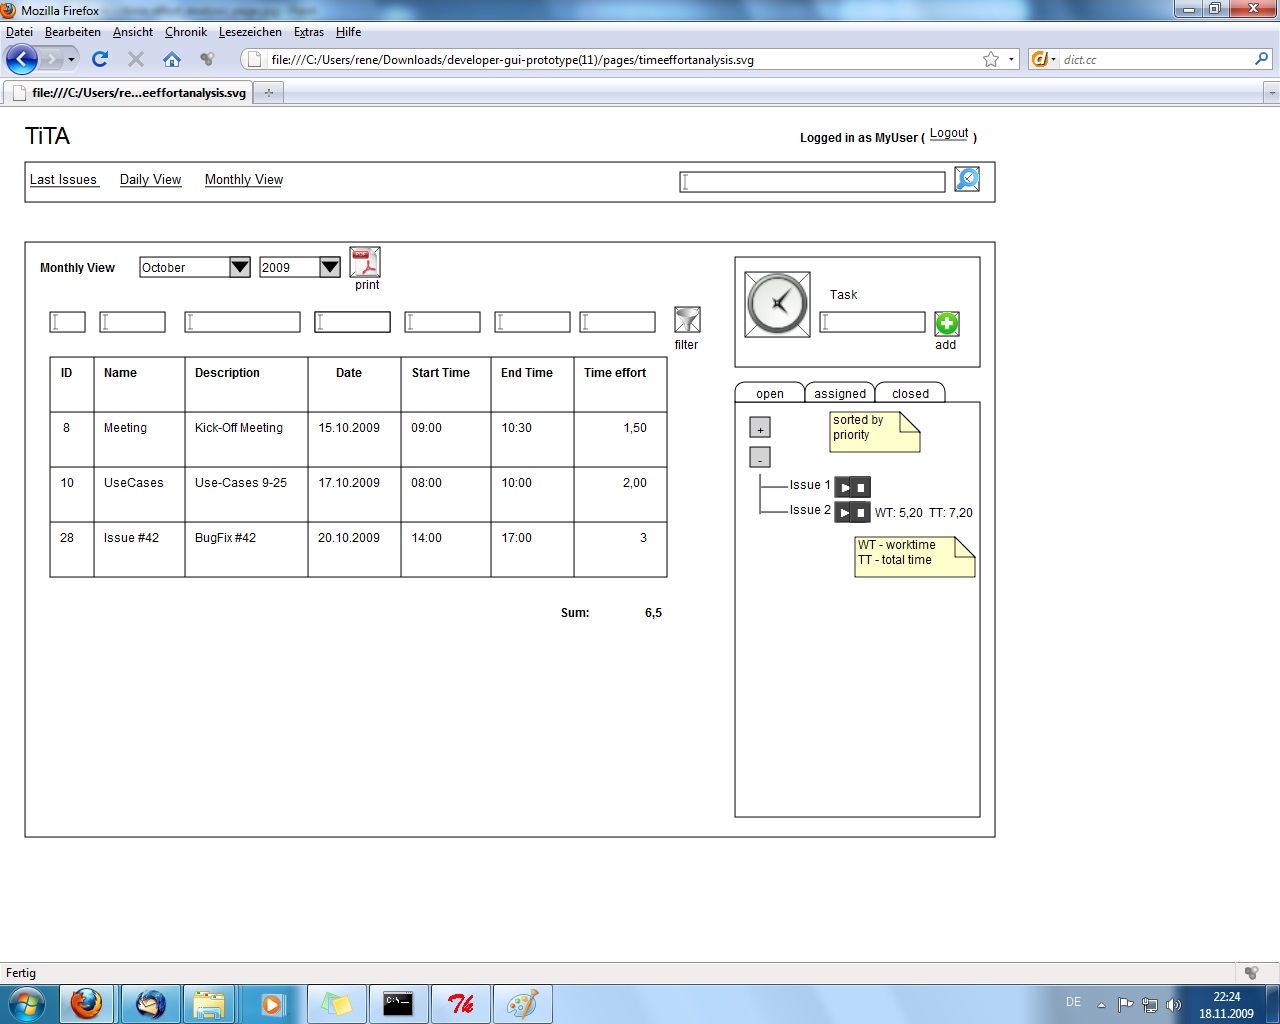 Mozilla Firefox
Datei Bearbeiten Ansicht Chronik Lesezeichen Extras Hilfe
file:///C:/Users/rene/Downloads/developer-gui-prototype(11)/pages/timeeffortanalysis.svg
dict.cc
file:///C:/Users/re...eeffortanalysis.svg
TiTA
Logged in as MyUser ( Logout )
Last Issues Daily View Monthly View
Monthly View October 2009
print
filter
ID Name Description Date Start Time End Time Time effort
8 Meeting Kick-Off Meeting 15.10.2009 09:00 10:30 1,50
10 UseCases Use-Cases 9-25 17.10.2009 08:00 10:00 2,00
28 Issue #42 BugFix #42 20.10.2009 14:00 17:00 3
Sum: 6,5
Task
add
open assigned closed
+
sorted by
priority
-
Issue 1
Issue 2 WT: 5,20 TT: 7,20
WT - worktime
TT - total time
Fertig
DE
22:24
18.11.2009